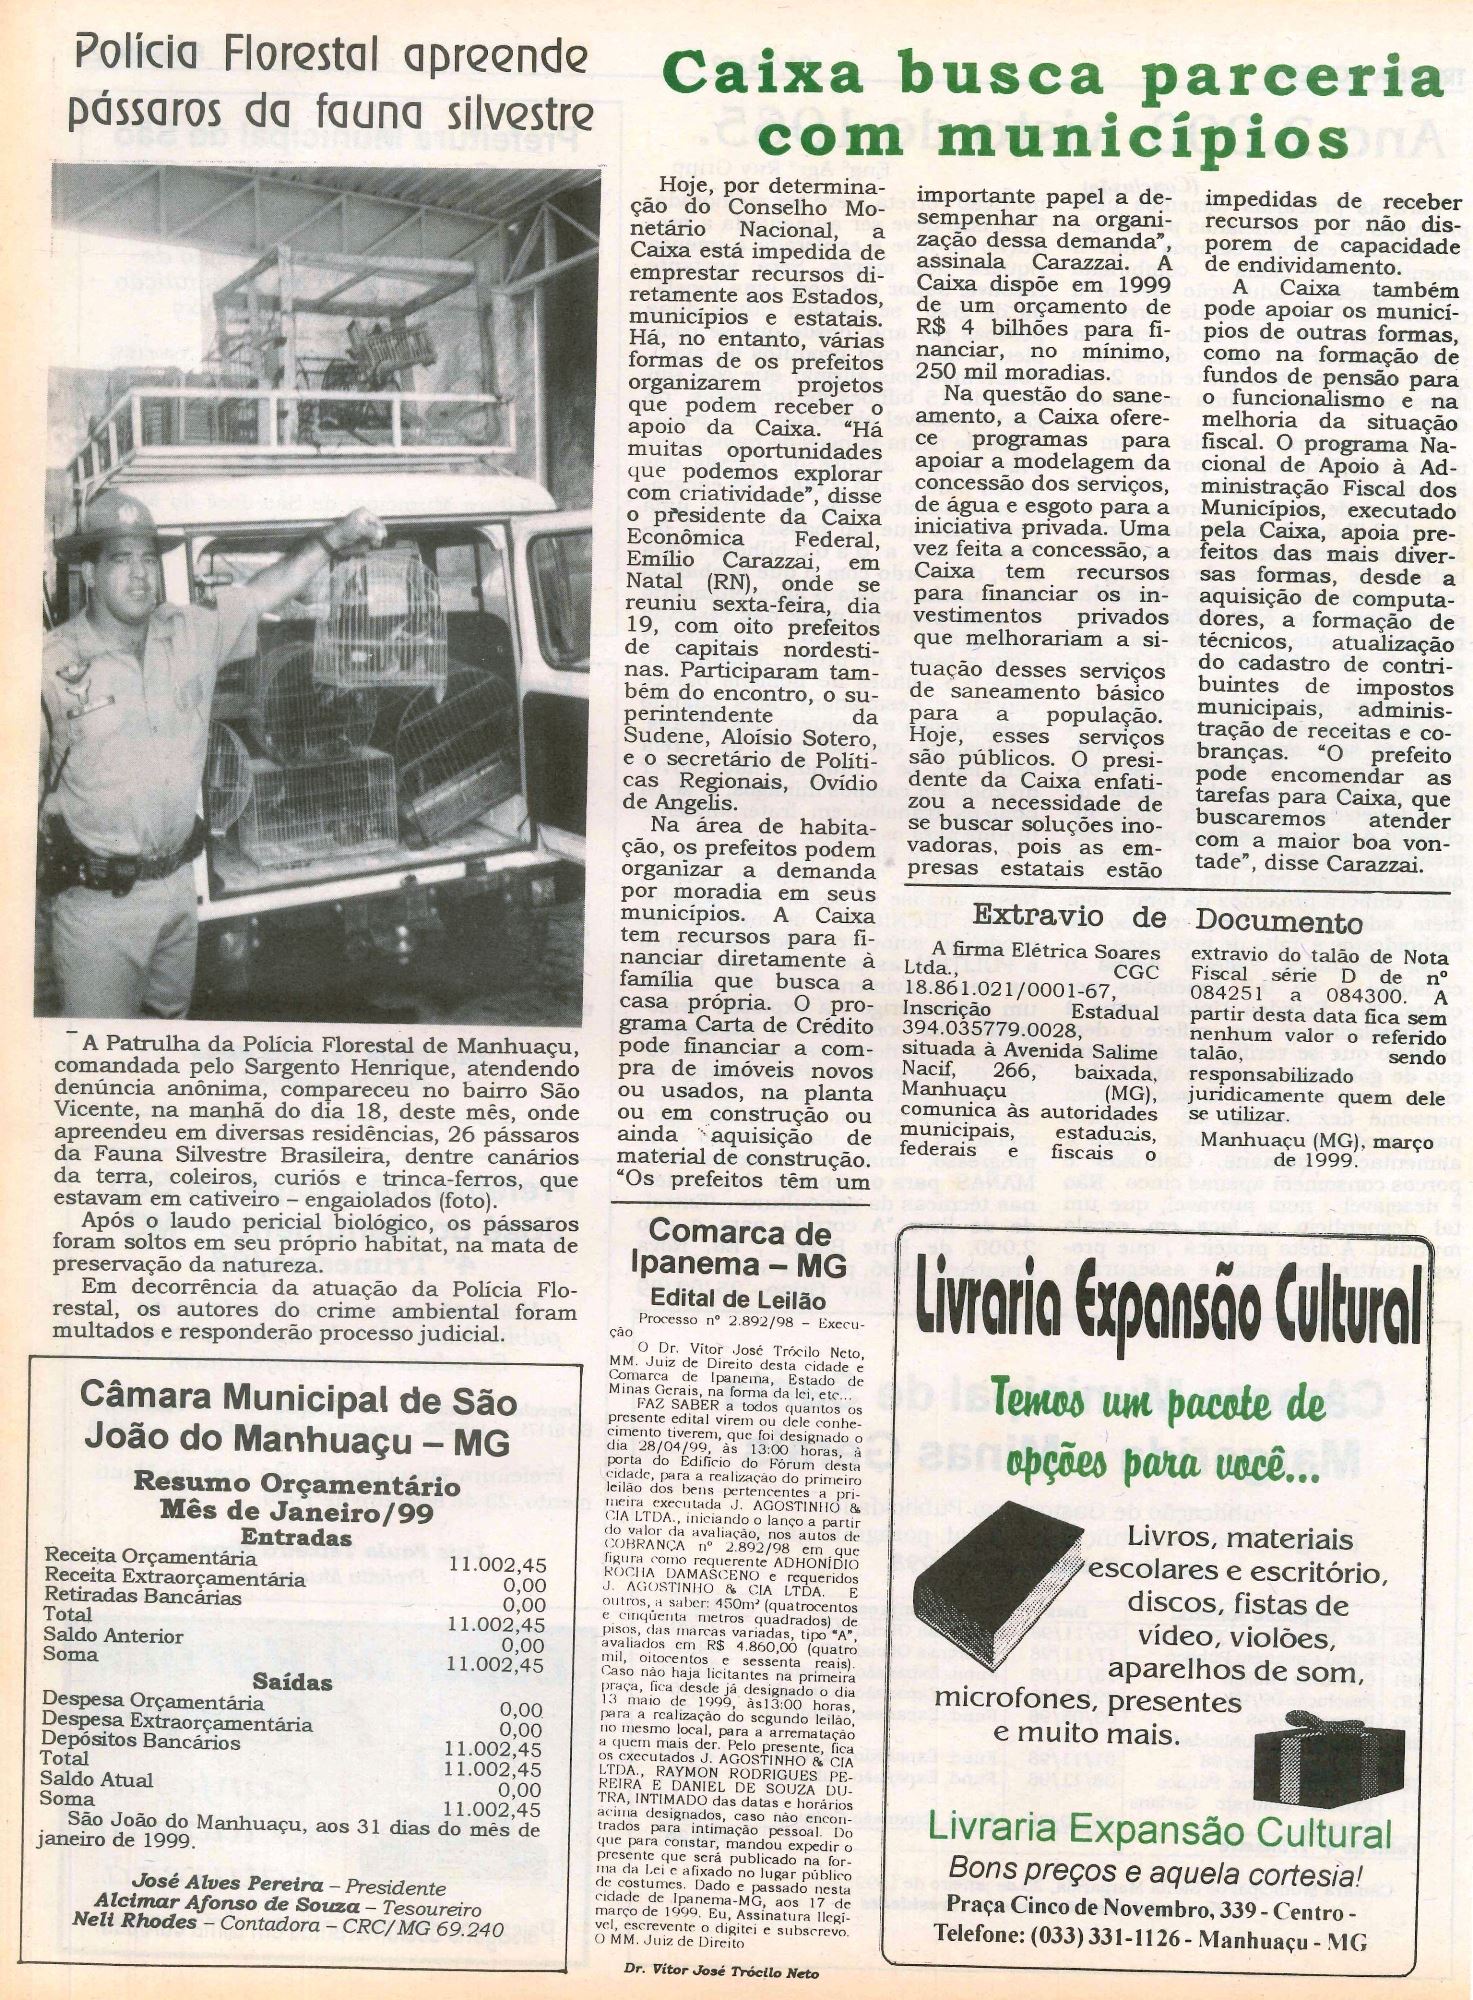 Polícia Florestal apreende
pássaros da fauna silvestre
A Patrulha da Polícia Florestal de Manhuaçu,
comandada pelo Sargento Henrique, atendendo
denúncia anônima, compareceu no bairro São
Vicente, na manhã do dia 18, deste mês, onde
apreendeu em diversas residências, 26 pássaros
da Fauna Silvestre Brasileira, dentre canários
da terra, coleiros, curiós e trinca-ferros, que
estavam em cativeiro – engaiolados (foto).
Após o laudo pericial biológico, os pássaros
foram soltos em seu próprio habitat, na mata de
preservação da natureza.
Em decorrência da atuação da Polícia Flo-
restal, os autores do crime ambiental foram
multados e responderão processo judicial.
Câmara Municipal de São
João do Manhuaçu – MG
Resumo Orçamentário
Mês de Janeiro/99
Entradas
Receita Orçamentária 11.002,45
Receita Extraorçamentária 0,00
Retiradas Bancárias 0,00
Total 11.002,45
Saldo Anterior 0,00
Soma 11.002,45
Saídas
Despesa Orçamentária 0,00
Despesa Extraorçamentária 0,00
Depósitos Bancários 11.002,45
Total 11.002,45
Saldo Atual 0,00
Soma 11.002,45
São João do Manhuaçu, aos 31 dias do mês de
janeiro de 1999.
José Alves Pereira – Presidente
Alcimar Afonso de Souza – Tesoureiro
Neli Rhodes – Contadora – CRC/MG 69.240
Caixa busca parceria
com municípios
Hoje, por determina-
ção do Conselho Mo-
netário Nacional, a
Caixa está impedida de
emprestar recursos di-
retamente aos Estados,
municípios e estatais.
Há, no entanto, várias
formas de os prefeitos
organizarem projetos
que podem receber o
apoio da Caixa. “Há
muitas oportunidades
que podemos explorar
com criatividade”, disse
o presidente da Caixa
Econômica Federal,
Emílio Carazzai, em
Natal (RN), onde se
reuniu sexta-feira, dia
19, com oito prefeitos
de capitais nordesti-
nas. Participaram tam-
bém do encontro, o su-
perintendente da
Sudene, Aloísio Sotero,
e o secretário de Políti-
cas Regionais, Ovídio
de Angelis.
Na área de habita-
ção, os prefeitos podem
organizar a demanda
por moradia em seus
municípios. A Caixa
tem recursos para fi-
nanciar diretamente à
família que busca a
casa própria. O pro-
grama Carta de Crédito
pode financiar a com-
pra de imóveis novos
ou usados, na planta
ou em construção ou
ainda aquisição de
material de construção.
“Os prefeitos têm um
importante papel a de-
sempenhar na organi-
zação dessa demanda”,
assinala Carazzai. A
Caixa dispõe em 1999
de um orçamento de
R$ 4 bilhões para fi-
nanciar, no mínimo,
250 mil moradias.
Na questão do sane-
amento, a Caixa ofere-
ce programas para
apoiar a modelagem da
concessão dos serviços,
de água e esgoto para a
iniciativa privada. Uma
vez feita a concessão, a
Caixa tem recursos
para financiar os in-
vestimentos privados
que melhorariam a si-
tuação desses serviços
de saneamento básico
para a população.
Hoje, esses serviços
são públicos. O presi-
dente da Caixa enfati-
zou a necessidade de
se buscar soluções ino-
vadoras, pois as em-
presas estatais estão
impedidas de receber
recursos por não dis-
porem de capacidade
de endividamento.
A Caixa também
pode apoiar os municí-
pios de outras formas,
como na formação de
fundos de pensão para
o funcionalismo e na
melhoria da situação
fiscal. O programa Na-
cional de Apoio à Ad-
ministração Fiscal dos
Municípios, executado
pela Caixa, apoia pre-
feitos das mais diver-
sas formas, desde a
aquisição de computa-
dores, a formação de
técnicos, atualização
do cadastro de contri-
buintes de impostos
municipais, adminis-
tração de receitas e co-
branças. “O prefeito
pode encomendar as
tarefas para Caixa, que
buscaremos atender
com a maior boa von-
tade”, disse Carazzai.
Extravio de Documento
A firma Elétrica Soares
Ltda., CGC
18.861.021/0001-67,
Inscrição Estadual
394.035779.0028,
situada à Avenida Salime
Nacif, 266, baixada,
Manhuaçu (MG),
comunica às autoridades
municipais, estaduais,
federais e fiscais o
extravio do talão de Nota
Fiscal série D de nº
084251 a 084300. A
partir desta data fica sem
nenhum valor o referido
talão, sendo
responsabilizado
juridicamente quem dele
se utilizar.
Manhuaçu (MG), março
de 1999.
Comarca de
Ipanema – MG
Edital de Leilão
Processo nº 2.892/98 – Execu-
ção
O Dr. Vítor José Trócilo Neto,
MM. Juiz de Direito desta cidade e
Comarca de Ipanema, Estado de
Minas Gerais, na forma da lei, etc...
FAZ SABER a todos quantos os
presente edital virem ou dele conhe-
cimento tiverem, que foi designado o
dia 28/04/99, às 13:00 horas, à
porta do Edifício do Fórum desta
cidade, para a realização do primeiro
leilão dos bens pertencentes a pri-
meira executada J. AGOSTINHO &
CIA LTDA., iniciando o lanço a partir
do valor da avaliação, nos autos de
COBRANÇA nº 2.892/98 em que
figura como requerente ADHONÍDIO
ROCHA DAMASCENO e requeridos
J. AGOSTINHO & CIA LTDA. E
outros, a saber: 450m² (quatrocentos
e cinqüenta metros quadrados) de
pisos, das marcas variadas, tipo “A”,
avaliados em R$ 4.860,00 (quatro
mil, oitocentos e sessenta reais).
Caso não haja licitantes na primeira
praça, fica desde já designado o dia
13 maio de 1999, às13:00 horas,
para a realização do segundo leilão,
no mesmo local, para a arrematação
a quem mais der. Pelo presente, fica
os executados J. AGOSTINHO & CIA
LTDA., RAYMON RODRIGUES PE-
REIRA E DANIEL DE SOUZA DU-
TRA, INTIMADO das datas e horários
acima designados, caso não encon-
trados para intimação pessoal. Do
que para constar, mandou expedir o
presente que será publicado na for-
ma da Lei e afixado no lugar público
de costumes. Dado e passado nesta
cidade de Ipanema-MG, aos 17 de
março de 1999. Eu, Assinatura Ilegí-
vel, escrevente o digitei e subscrevo.
O MM. Juiz de Direito
Dr. Vítor José Trócilo Neto
Livraria Expansão Cultural
Temos um pacote de
opções para você...
Livros, materiais
escolares e escritório,
discos, fistas de
vídeo, violões,
aparelhos de som,
microfones, presentes
e muito mais.
Livraria Expansão Cultural
Bons preços e aquela cortesia!
Praça Cinco de Novembro, 339 - Centro -
Telefone: (033) 331-1126 - Manhuaçu - MG